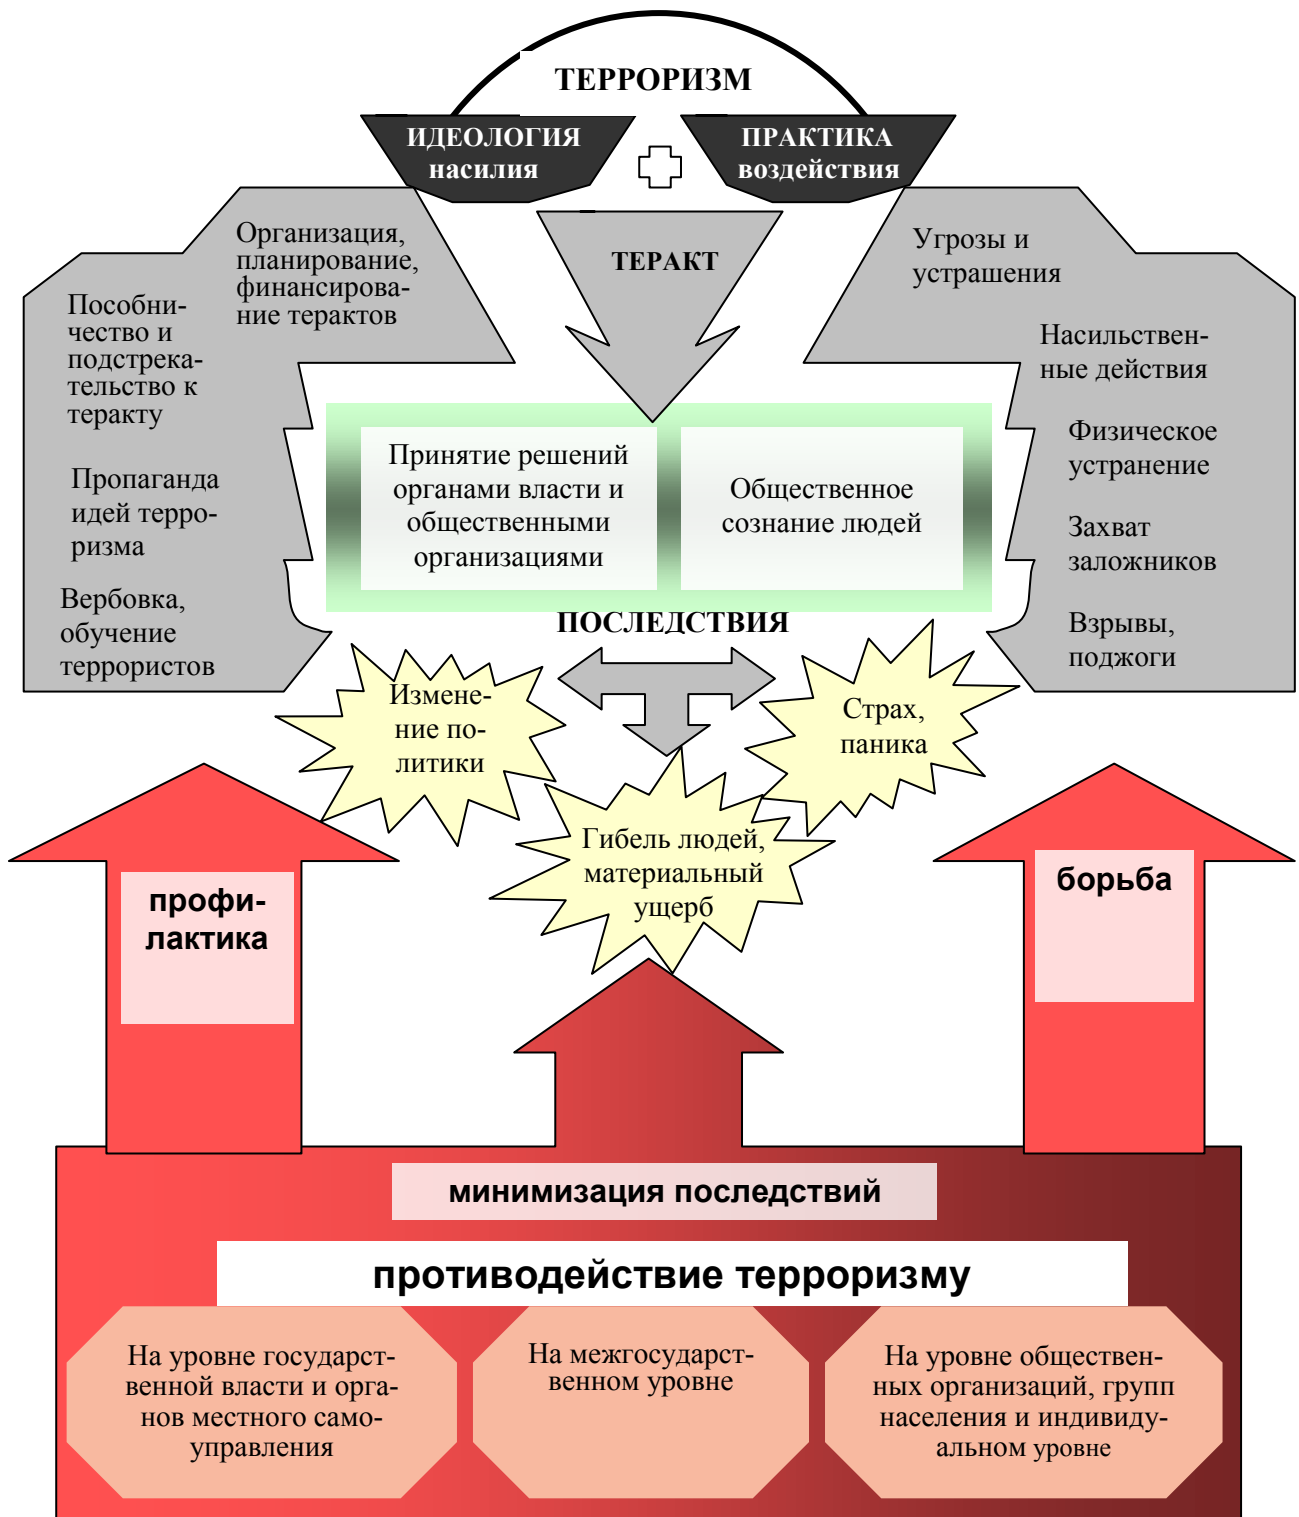 ТЕРРОРИЗМ
ИДЕОЛОГИЯ
насилия
ПРАКТИКА
воздействия
Организация,
планирование,
финансирова-
ние терактов
Пособни-
чество и
подстрека-
тельство к
теракту
Пропаганда
идей терро-
ризма
Вербовка,
обучение
террористов
ТЕРАКТ
Угрозы и
устрашения
Насильствен-
ные действия
Физическое
устранение
Захват
заложников
Взрывы,
поджоги
Принятие решений
органами власти и
общественными
организациями
Общественное
сознание людей
ПОСЛЕДСТВИЯ
Измене-
ние по-
литики
Страх,
паника
Гибель людей,
материальный
ущерб
профи-
лактика
борьба
минимизация последствий
противодействие терроризму
На уровне государст-
венной власти и орга-
нов местного само-
управления
На межгосударст-
венном уровне
На уровне обществен-
ных организаций, групп
населения и индивиду-
альном уровне